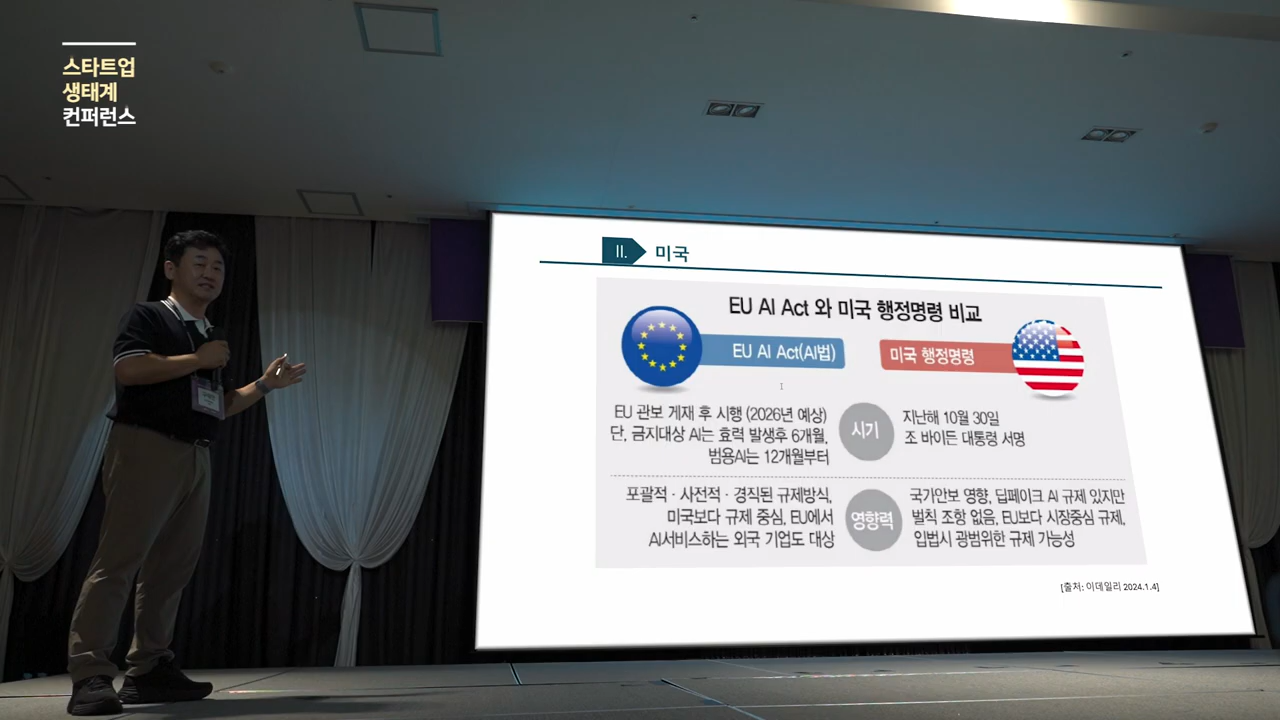 스타트업
생태계
컨퍼런스
II. 미국
EU AI Act 와 미국 행정명령 비교
EU AI Act(AI법)
미국 행정명령
EU 관보 게재 후 시행 (2026년 예상)
단, 금지대상 AI는 효력 발생후 6개월,
범용AI는 12개월부터
시기
지난해 10월 30일
조 바이든 대통령 서명
포괄적 · 사전적 · 경직된 규제방식,
미국보다 규제 중심, EU에서
AI서비스하는 외국 기업도 대상
영향력
국가안보 영향, 딥페이크 AI 규제 있지만
벌칙 조항 없음, EU보다 시장중심 규제,
입법시 광범위한 규제 가능성
[출처: 이데일리 2024.1.4]